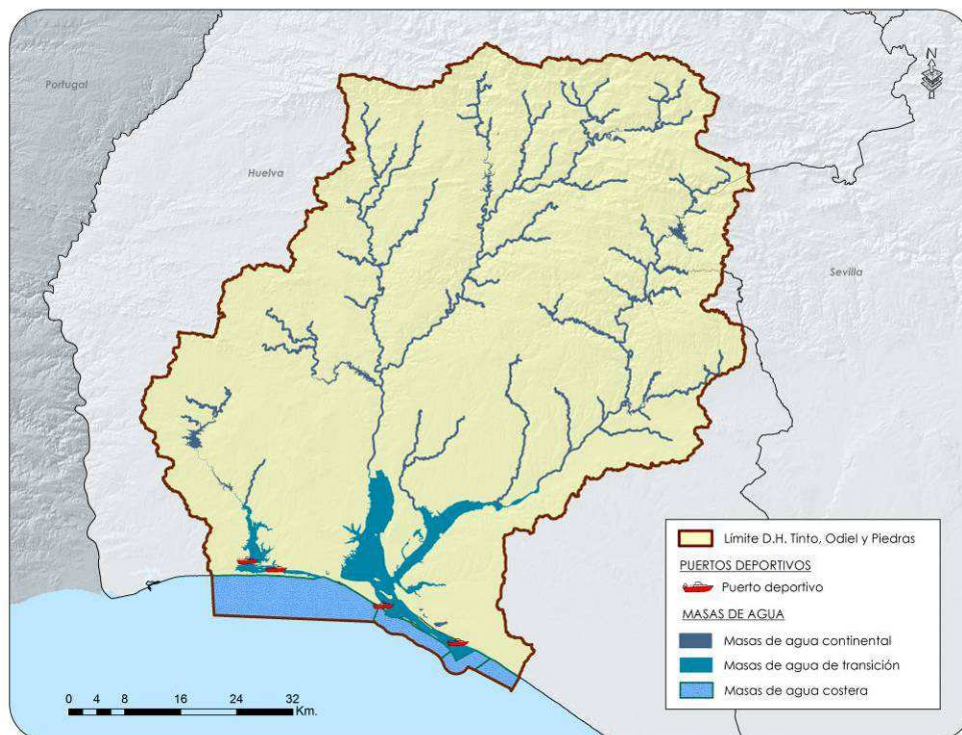 N
Portugal
Huelva
Sevilla
Límite D.H. Tinto, Odiel y Piedras
PUERTOS DEPORTIVOS
Puerto deportivo
MASAS DE AGUA
Masas de agua continental
Masas de agua de transición
Masas de agua costera
0 4 8 16 24 32
Km.